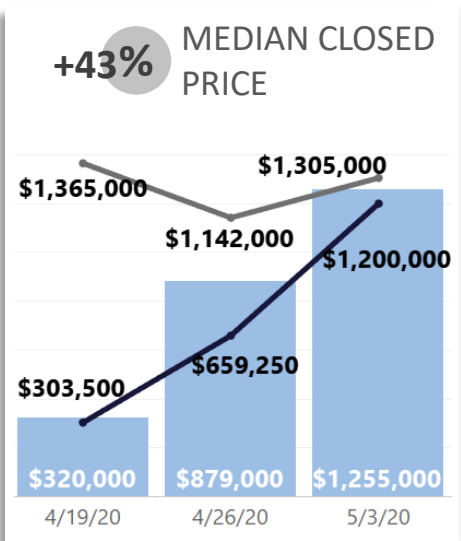 +43%
MEDIAN CLOSED
PRICE
$1,305,000
$1,365,000
$1,142,000
$1,200,000
$659,250
$303,500
$320,000 $879,000 $1,255,000
4/19/20 4/26/20 5/3/20